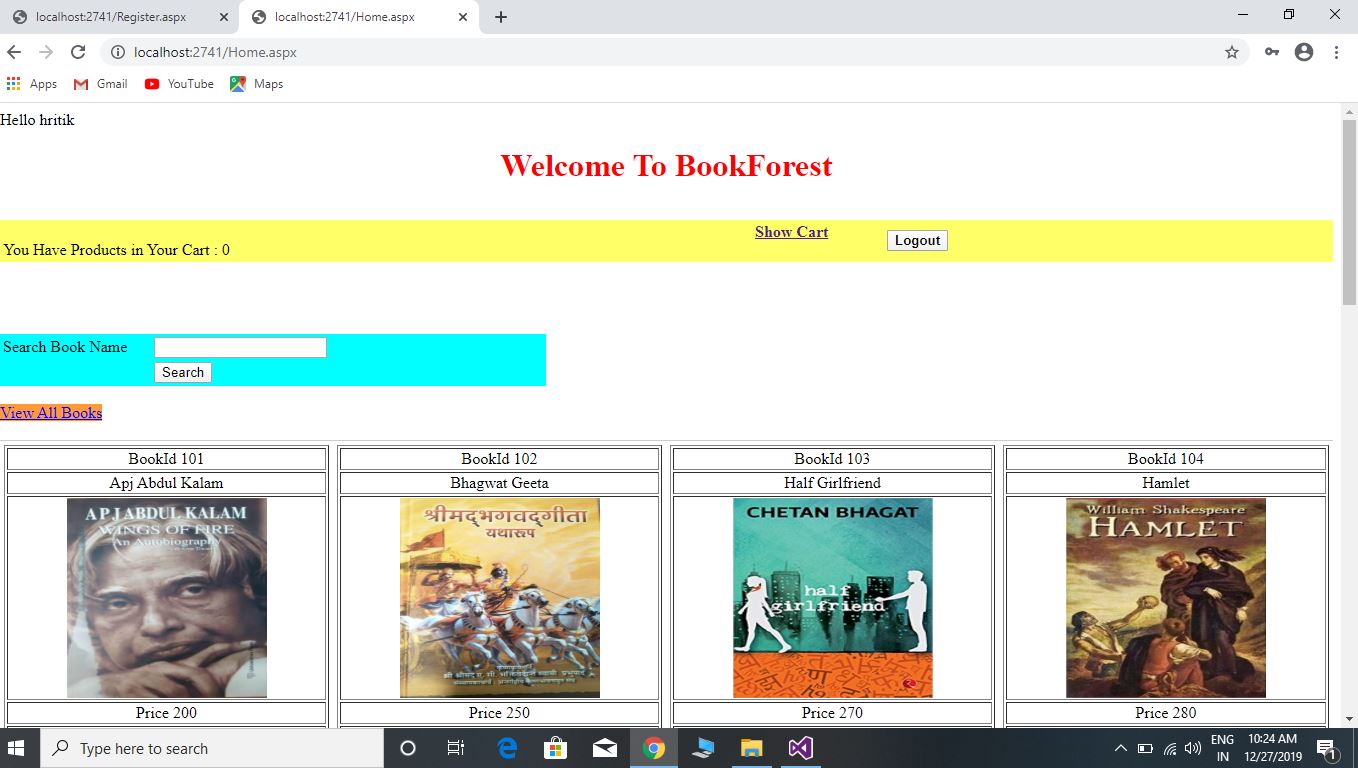 localhost:2741/Register.aspx
localhost:2741/Home.aspx
localhost:2741/Home.aspx
Apps Gmail YouTube Maps
Hello hritik
Welcome To BookForest
You Have Products in Your Cart : 0
Show Cart
Logout
Search Book Name
Search
View All Books
BookId 101
BookId 102
BookId 103
BookId 104
Apj Abdul Kalam
Bhagwat Geeta
Half Girlfriend
Hamlet
APJ ABDUL KALAM
WINGS OF FIRE
An Autobiography
श्रीमद्भगवद्गीता
यथारूप
CHETAN BHAGAT
half
girlfriend
William Shakespeare
HAMLET
Price 200
Price 250
Price 270
Price 280
Type here to search
ENG
IN
10:24 AM
12/27/2019
1